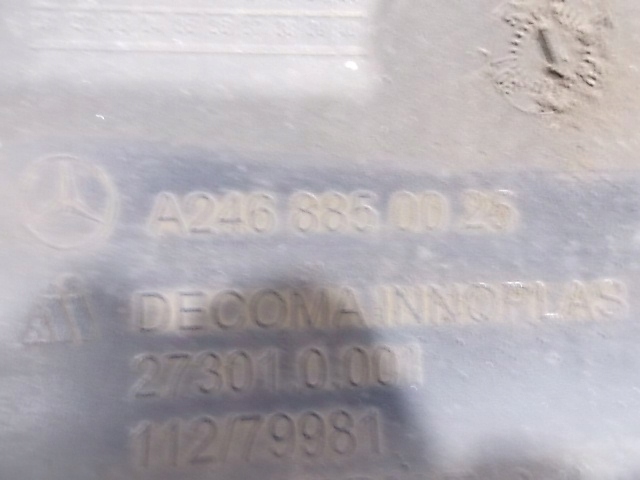 A246 885 00 25
DECOMA INNOPLAS
27301 0.001
112/79981